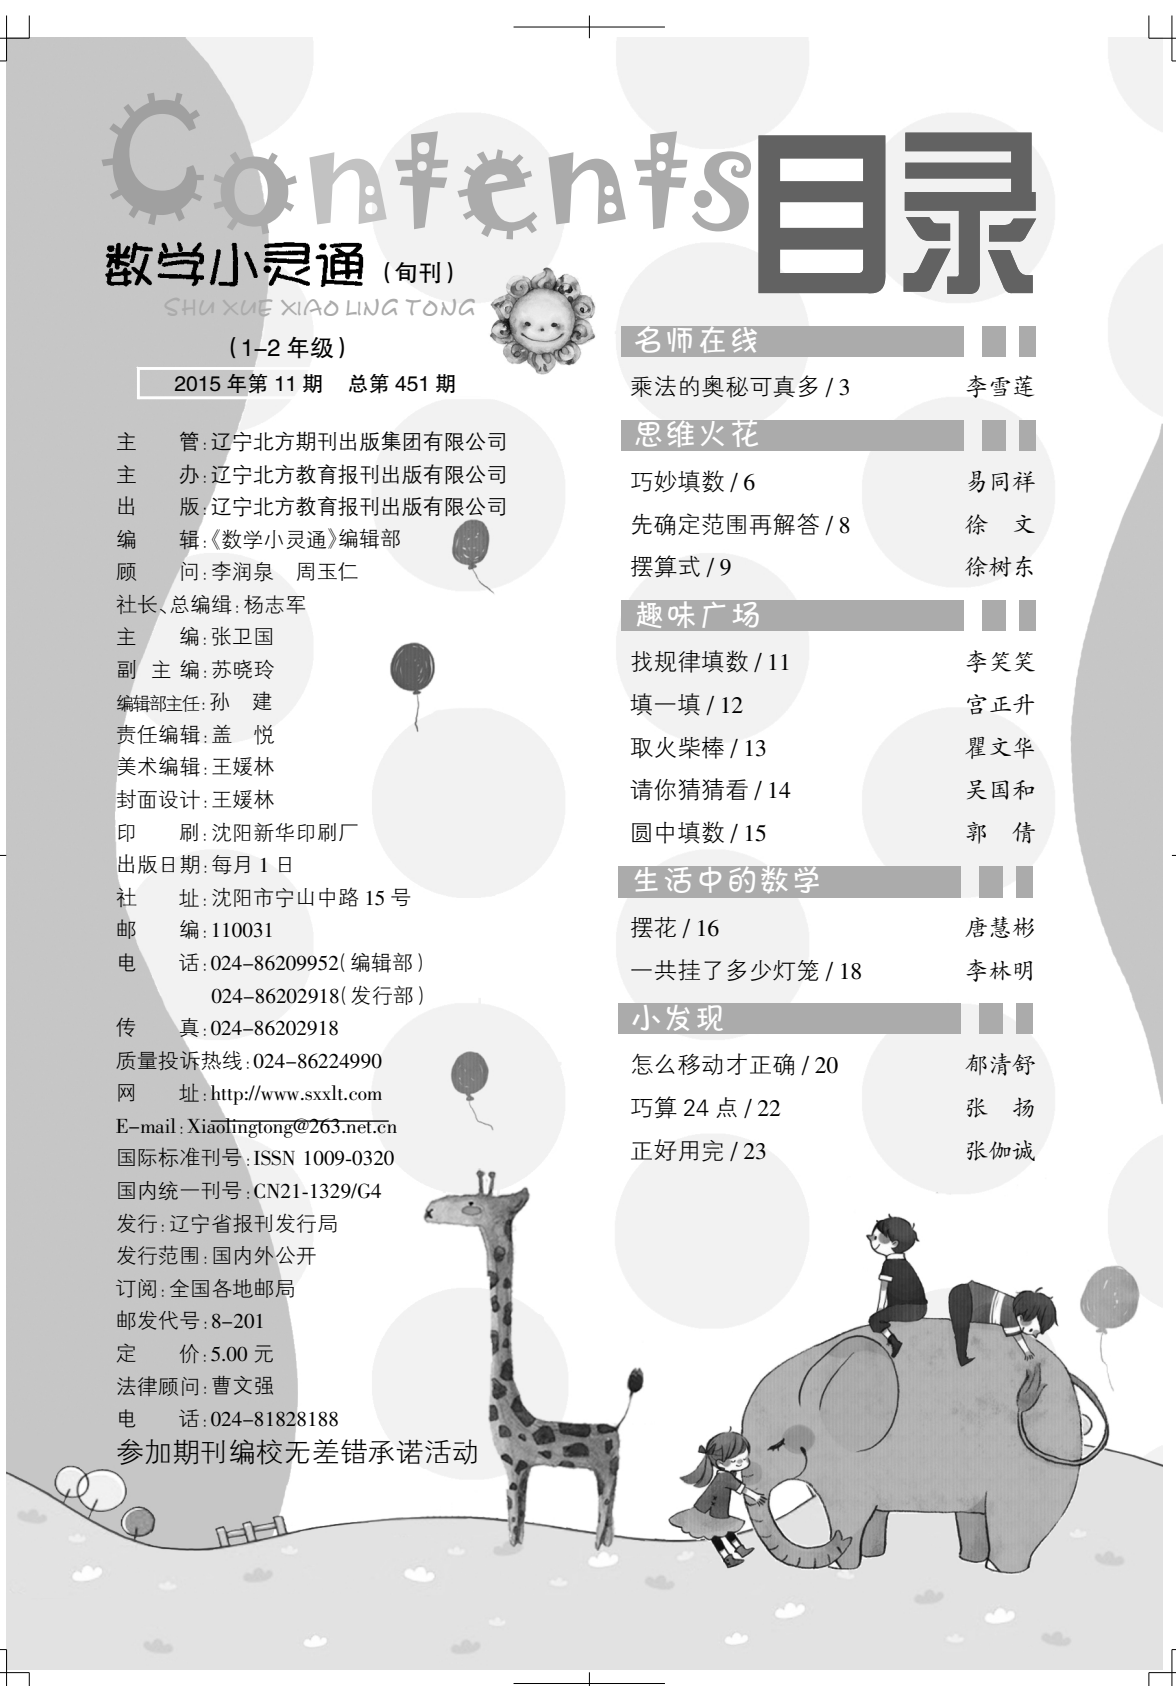 Contents目录
数学小灵通(旬刊)
SHU XUE XIAO LING TONG
(1–2 年级)
2015 年第 11 期 总第 451 期
主 管:辽宁北方期刊出版集团有限公司
主 办:辽宁北方教育报刊出版有限公司
出 版:辽宁北方教育报刊出版有限公司
编 辑:《数学小灵通》编辑部
顾 问:李润泉 周玉仁
社长、总编缉:杨志军
主 编:张卫国
副 主 编:苏晓玲
编辑部主任:孙 建
责任编辑:盖 悦
美术编辑:王媛林
封面设计:王媛林
印 刷:沈阳新华印刷厂
出版日期:每月 1 日
社 址:沈阳市宁山中路 15 号
邮 编:110031
电 话:024–86209952(编辑部)
024–86202918(发行部)
传 真:024–86202918
质量投诉热线:024–86224990
网 址:http://www.sxxlt.com
E–mail:Xiaolingtong@263.net.cn
国际标准刊号:ISSN 1009-0320
国内统一刊号:CN21-1329/G4
发行:辽宁省报刊发行局
发行范围:国内外公开
订阅:全国各地邮局
邮发代号:8–201
定 价:5.00 元
法律顾问:曹文强
电 话:024–81828188
参加期刊编校无差错承诺活动
名师在线
乘法的奥秘可真多 / 3 李雪莲
思维火花
巧妙填数 / 6 易同祥
先确定范围再解答 / 8 徐 文
摆算式 / 9 徐树东
趣味广场
找规律填数 / 11 李笑笑
填一填 / 12 宫正升
取火柴棒 / 13 瞿文华
请你猜猜看 / 14 吴国和
圆中填数 / 15 郭 倩
生活中的数学
摆花 / 16 唐慧彬
一共挂了多少灯笼 / 18 李林明
小发现
怎么移动才正确 / 20 郁清舒
巧算 24 点 / 22 张 扬
正好用完 / 23 张伽诚